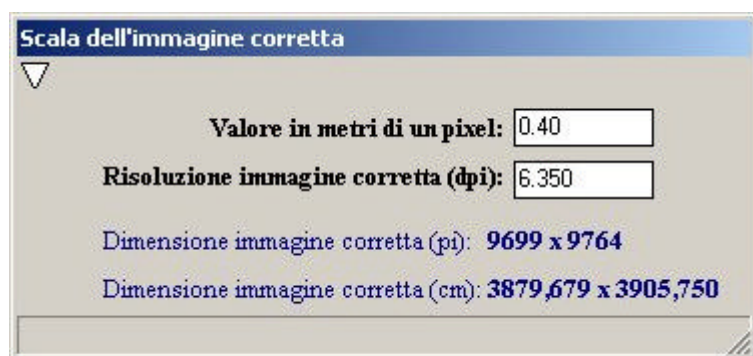 Scala dell'immagine corretta
Valore in metri di un pixel: 0.40
Risoluzione immagine corretta (dpi): 6.350
Dimensione immagine corretta (pi): 9699 x 9764
Dimensione immagine corretta (cm): 3879,679 x 3905,750